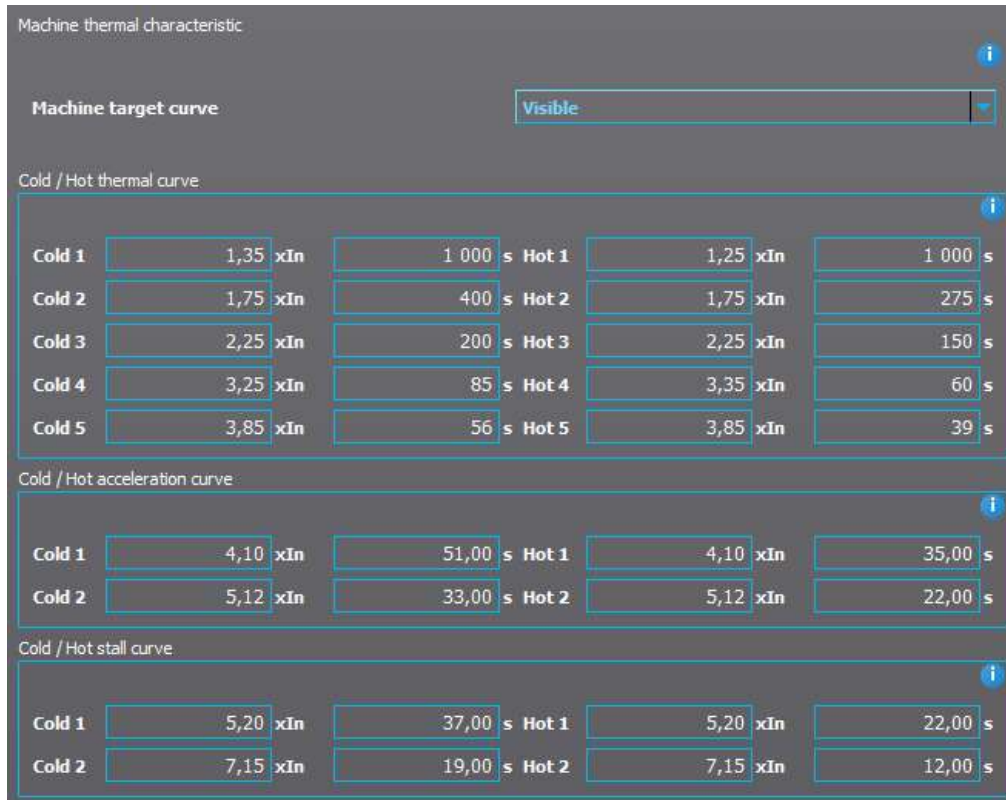 Machine thermal characteristic
i
Machine target curve Visible
Cold / Hot thermal curve
i
Cold 1 1,35 xIn 1 000 s Hot 1 1,25 xIn 1 000 s
Cold 2 1,75 xIn 400 s Hot 2 1,75 xIn 275 s
Cold 3 2,25 xIn 200 s Hot 3 2,25 xIn 150 s
Cold 4 3,25 xIn 85 s Hot 4 3,35 xIn 60 s
Cold 5 3,85 xIn 56 s Hot 5 3,85 xIn 39 s
Cold / Hot acceleration curve
i
Cold 1 4,10 xIn 51,00 s Hot 1 4,10 xIn 35,00 s
Cold 2 5,12 xIn 33,00 s Hot 2 5,12 xIn 22,00 s
Cold / Hot stall curve
i
Cold 1 5,20 xIn 37,00 s Hot 1 5,20 xIn 22,00 s
Cold 2 7,15 xIn 19,00 s Hot 2 7,15 xIn 12,00 s